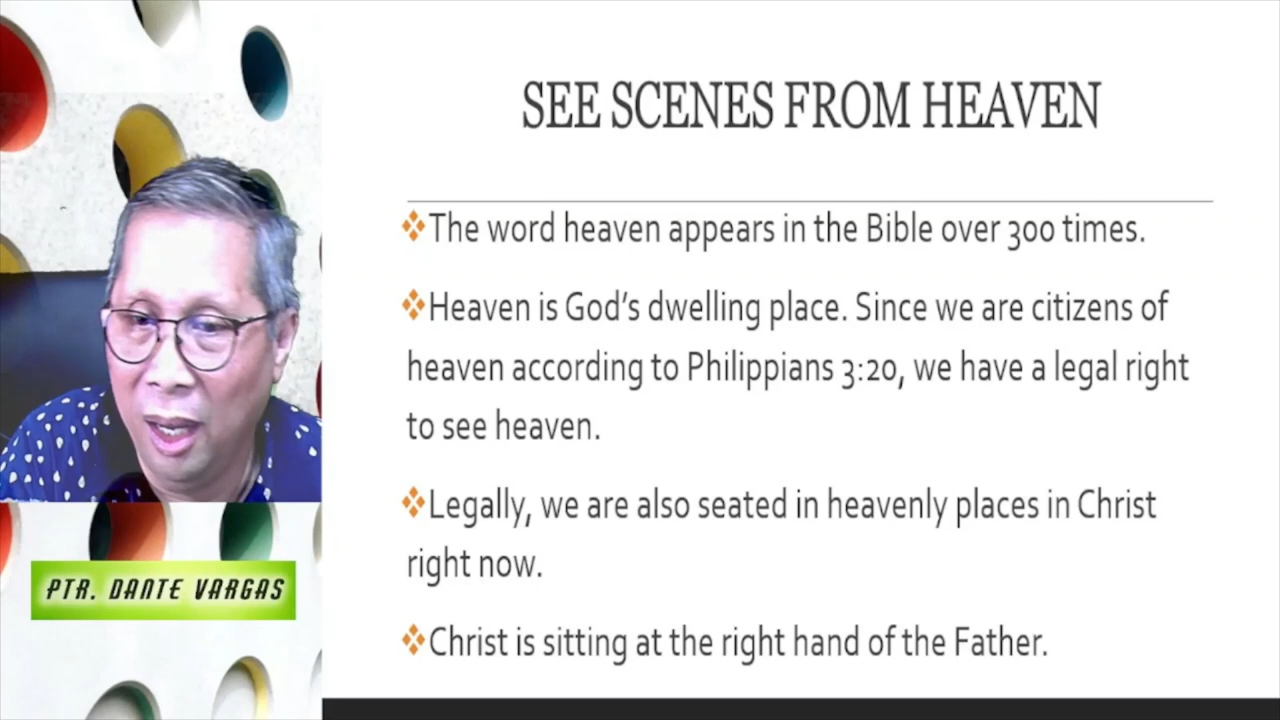 SEE SCENES FROM HEAVEN
The word heaven appears in the Bible over 300 times.
Heaven is God's dwelling place. Since we are citizens of
heaven according to Philippians 3:20, we have a legal right
to see heaven.
Legally, we are also seated in heavenly places in Christ
right now.
Christ is sitting at the right hand of the Father.
PTR. DANTE VARGAS